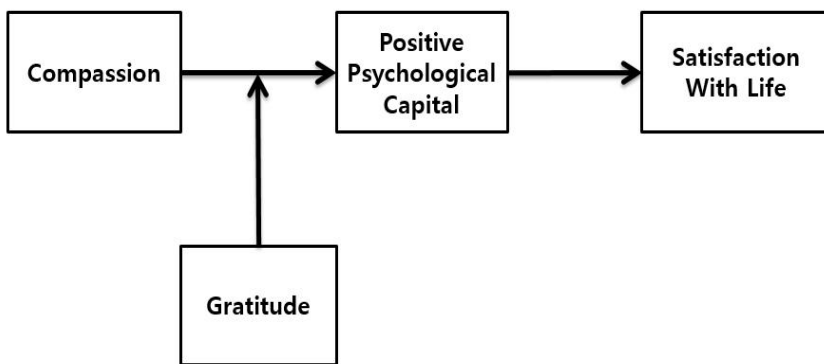 Compassion
Positive
Psychological
Capital
Satisfaction
With Life
Gratitude